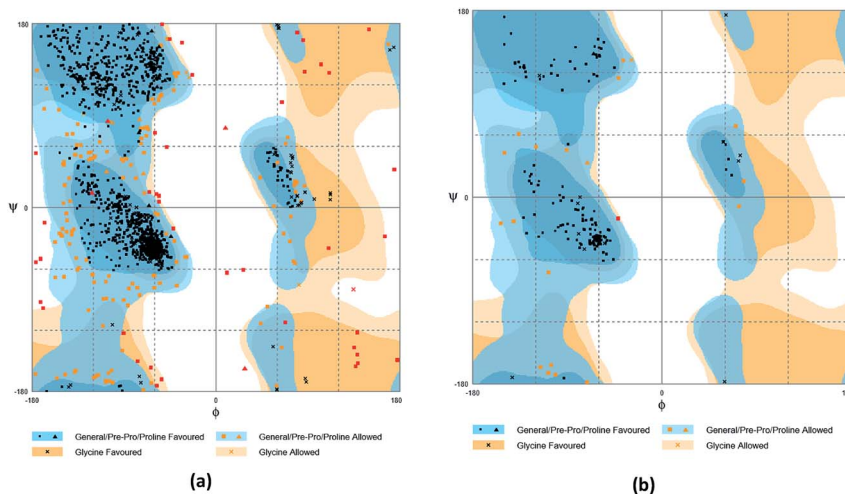 180
ψ
0
-180
-180
0
180
ϕ
General/Pre-Pro/Proline Favoured
General/Pre-Pro/Proline Allowed
Glycine Favoured
Glycine Allowed
(a)
180
ψ
0
-180
-180
0
180
ϕ
General/Pre-Pro/Proline Favoured
General/Pre-Pro/Proline Allowed
Glycine Favoured
Glycine Allowed
(b)